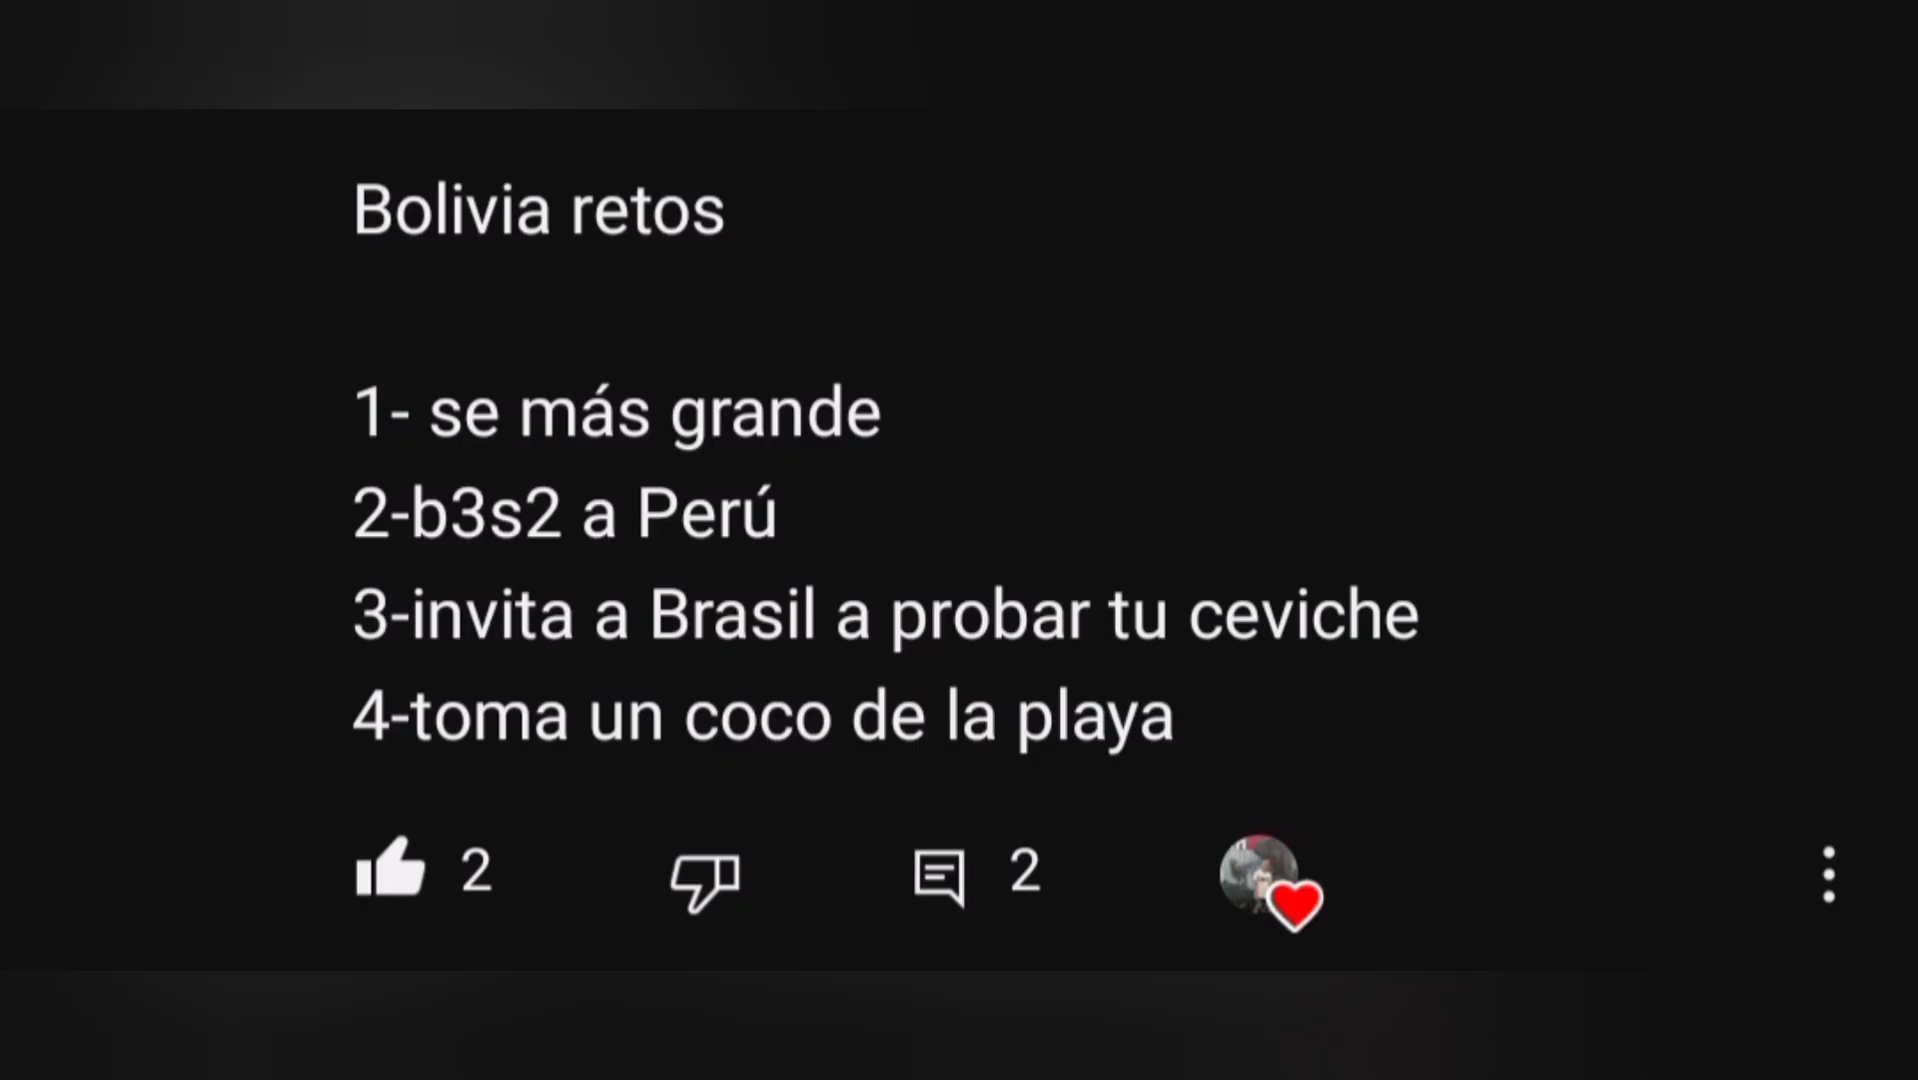 Bolivia retos
1- se más grande
2-b3s2 a Perú
3-invita a Brasil a probar tu ceviche
4-toma un coco de la playa
2 2